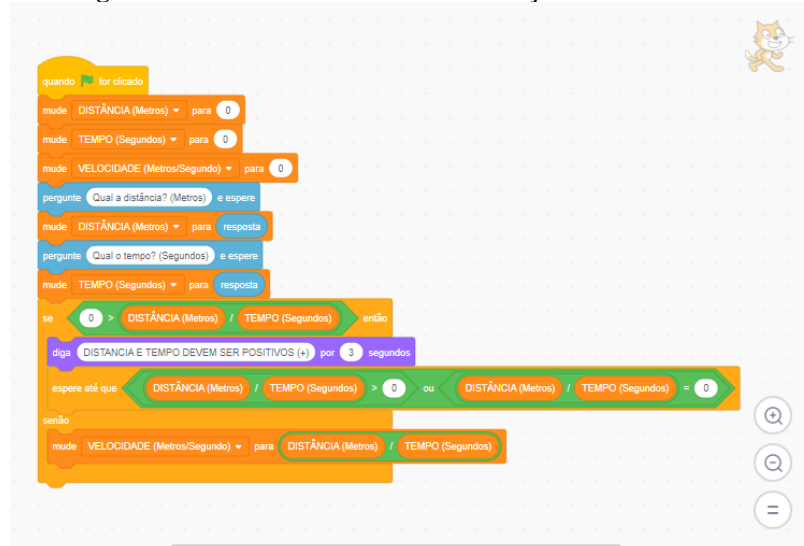 quando for clicado
mude DISTÂNCIA (Metros) para 0
mude TEMPO (Segundos) para 0
mude VELOCIDADE (Metros/Segundo) para 0
pergunte Qual a distância? (Metros) e espere
mude DISTÂNCIA (Metros) para resposta
pergunte Qual o tempo? (Segundos) e espere
mude TEMPO (Segundos) para resposta
se 0 > DISTÂNCIA (Metros) / TEMPO (Segundos) então
diga DISTANCIA E TEMPO DEVEM SER POSITIVOS (+) por 3 segundos
espere até que DISTÂNCIA (Metros) / TEMPO (Segundos) > 0 ou DISTÂNCIA (Metros) / TEMPO (Segundos) = 0
senão
mude VELOCIDADE (Metros/Segundo) para DISTÂNCIA (Metros) / TEMPO (Segundos)